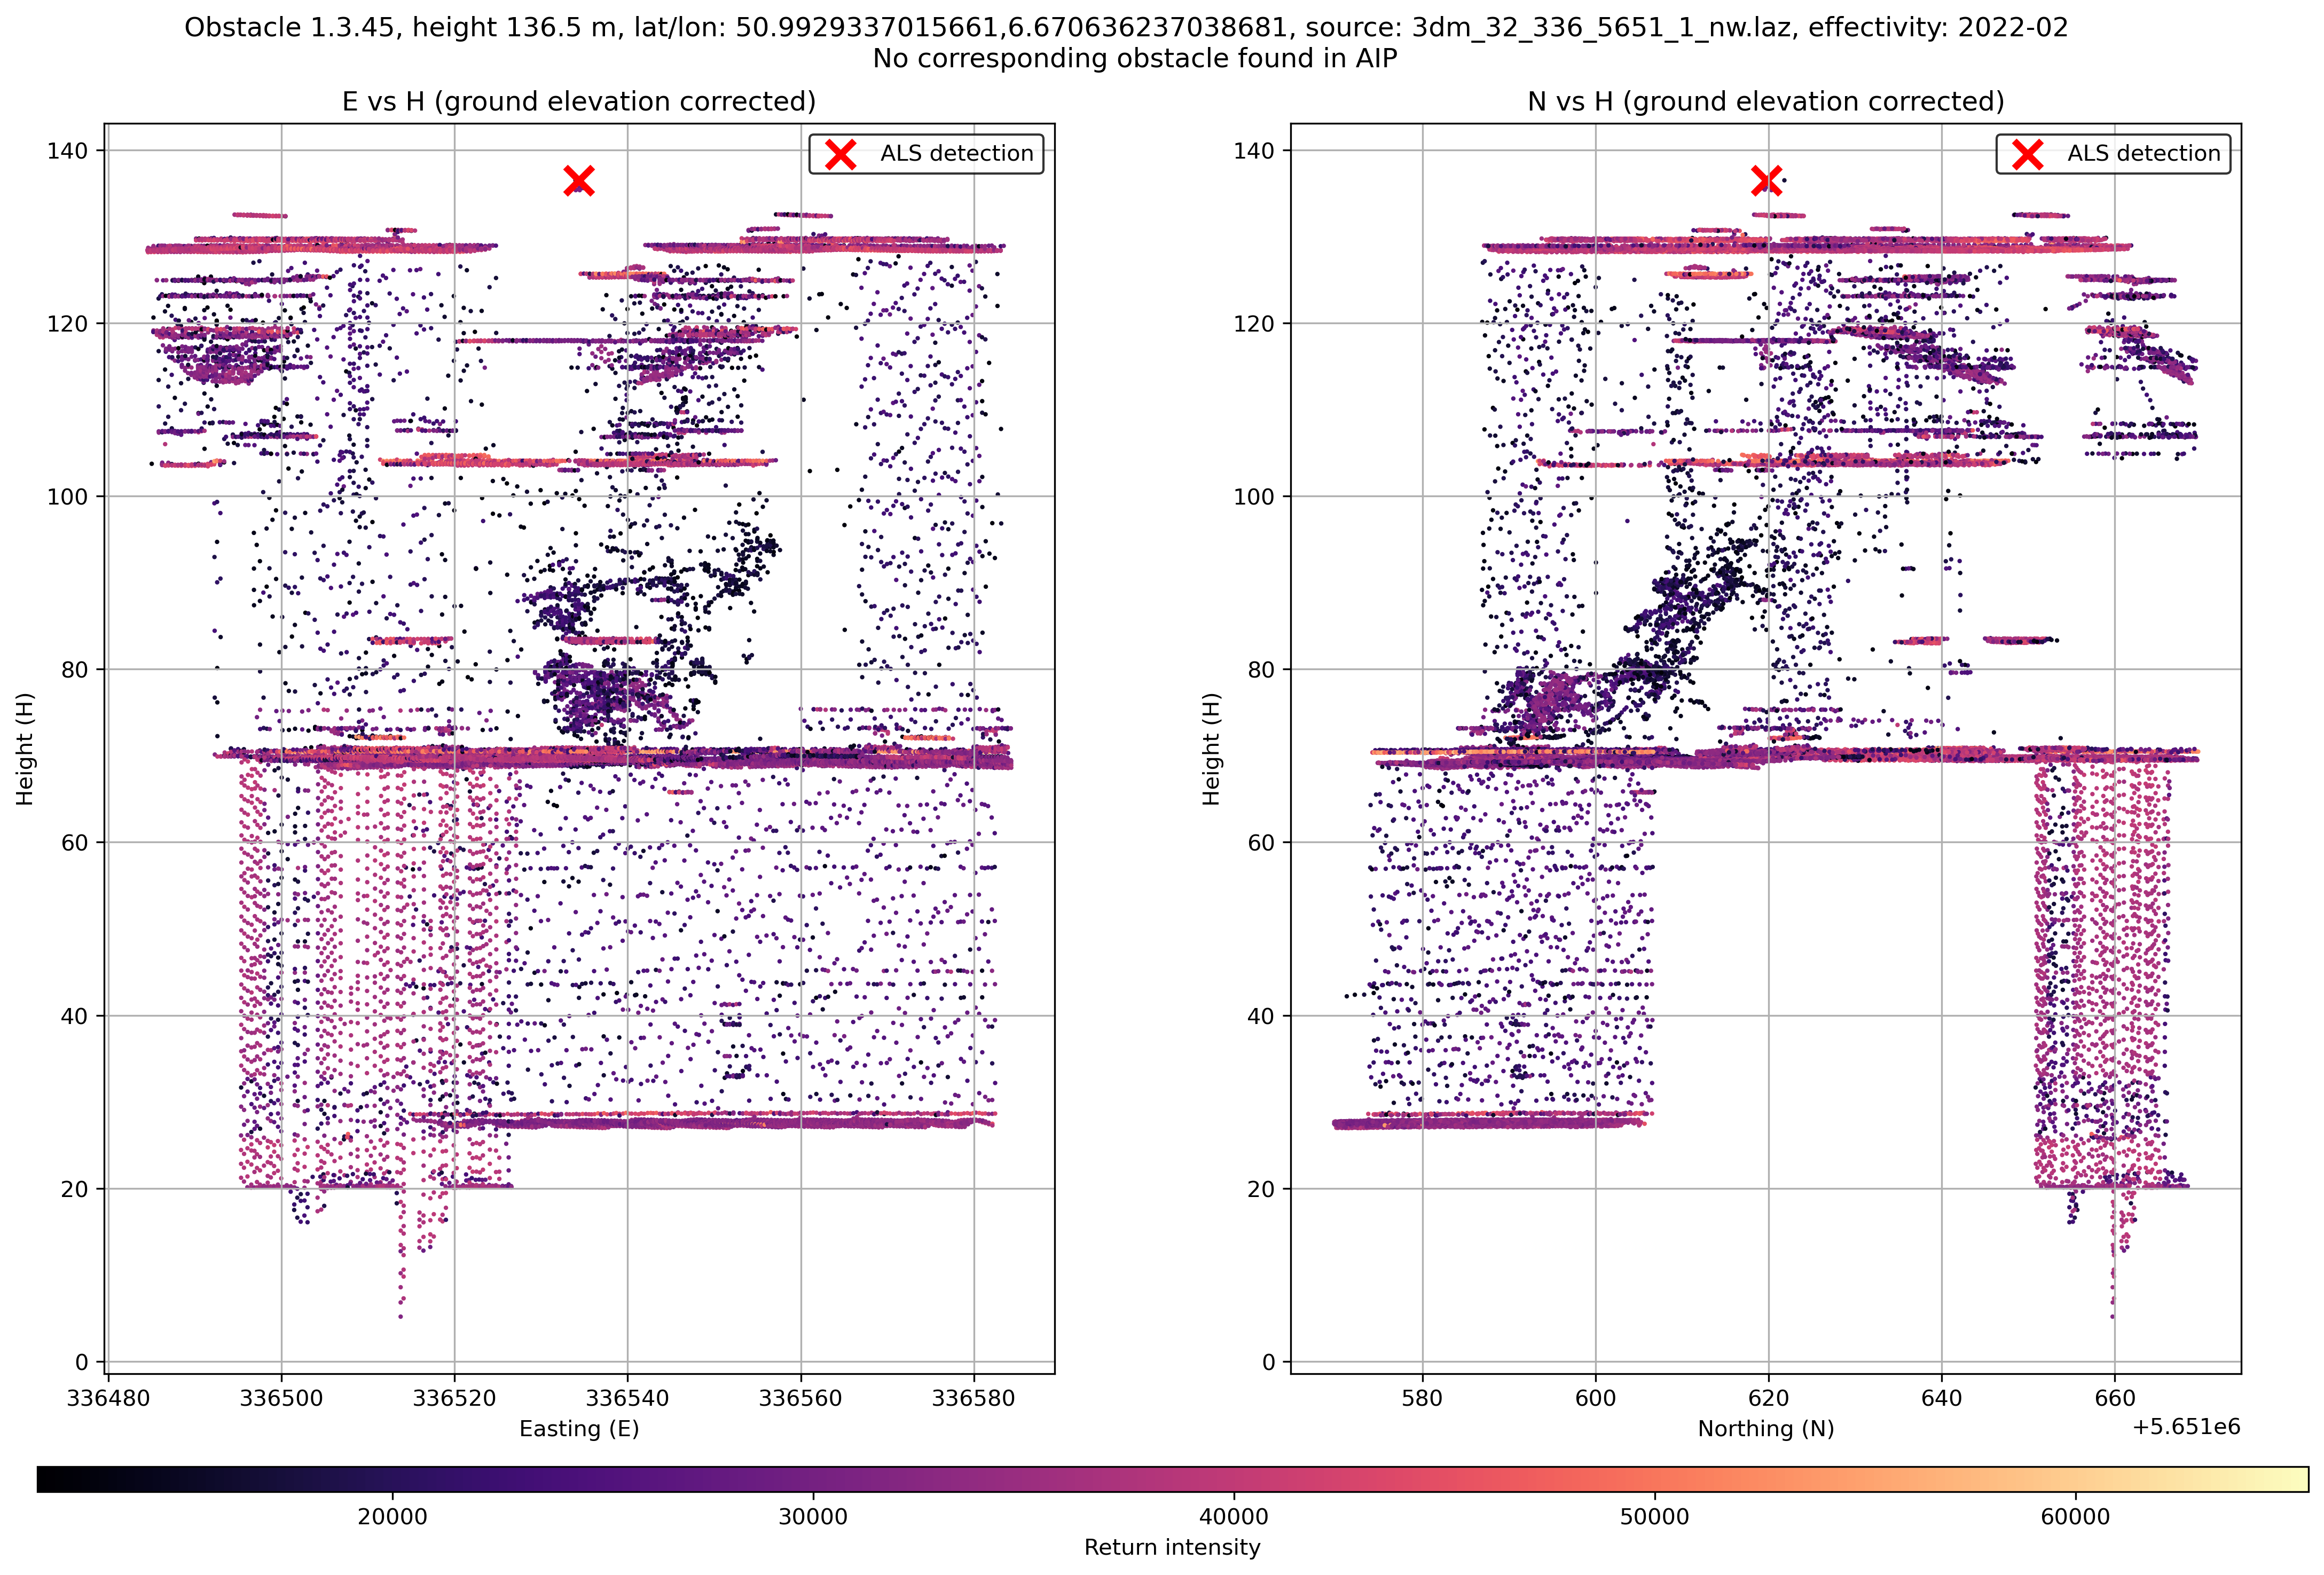 Obstacle 1.3.45, height 136.5 m, lat/lon: 50.9929337015661,6.670636237038681, source: 3dm_32_336_5651_1_nw.laz, effectivity: 2022-02
No corresponding obstacle found in AIP
E vs H (ground elevation corrected)
ALS detection
140
120
100
80
60
40
20
0
Height (H)
336480 336500 336520 336540 336560 336580
Easting (E)
N vs H (ground elevation corrected)
ALS detection
140
120
100
80
60
40
20
0
Height (H)
580 600 620 640 660
+5.651e6
Northing (N)
20000 30000 40000 50000 60000
Return intensity